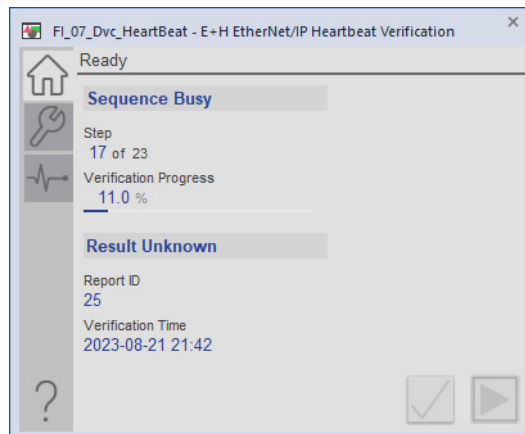 FI_07_Dvc_HeartBeat - E+H EtherNet/IP Heartbeat Verification
Ready
Sequence Busy
Step
17 of 23
Verification Progress
11.0 %
Result Unknown
Report ID
25
Verification Time
2023-08-21 21:42
?